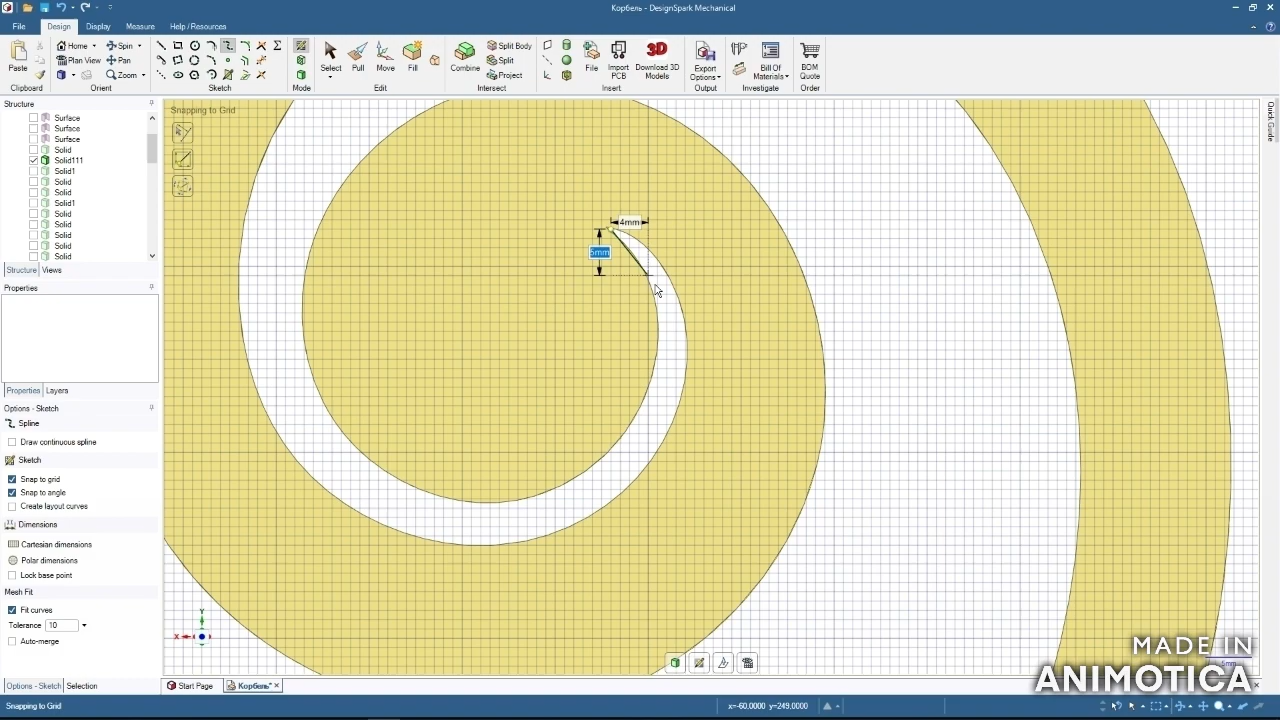 Корбель - DesignSpark Mechanical
File Design Display Measure Help / Resources
Paste
Clipboard
Home Spin
Plan View Pan
Zoom
Orient
Sketch
Mode
Select Pull Move Fill
Edit
Combine Split Body
Split
Project
Intersect
File Import PCB Download 3D Models
3D
Insert
Export Options
Output
Bill Of Materials
Investigate
BOM Quote
Order
Structure
Surface
Surface
Surface
Solid
Solid111
Solid1
Solid
Solid
Solid1
Solid
Solid
Solid
Solid
Solid
Structure Views
Properties
Properties Layers
Options - Sketch
Spline
Draw continuous spline
Sketch
Snap to grid
Snap to angle
Create layout curves
Dimensions
Cartesian dimensions
Polar dimensions
Lock base point
Mesh Fit
Fit curves
Tolerance 10
Auto-merge
Options - Sketch Selection
Snapping to Grid
4mm
5mm
Y
X
Quick Guide
MADE IN
ANIMOTICA
5mm
Start Page Корбель*
Snapping to Grid
x=-60.0000 y=249.0000